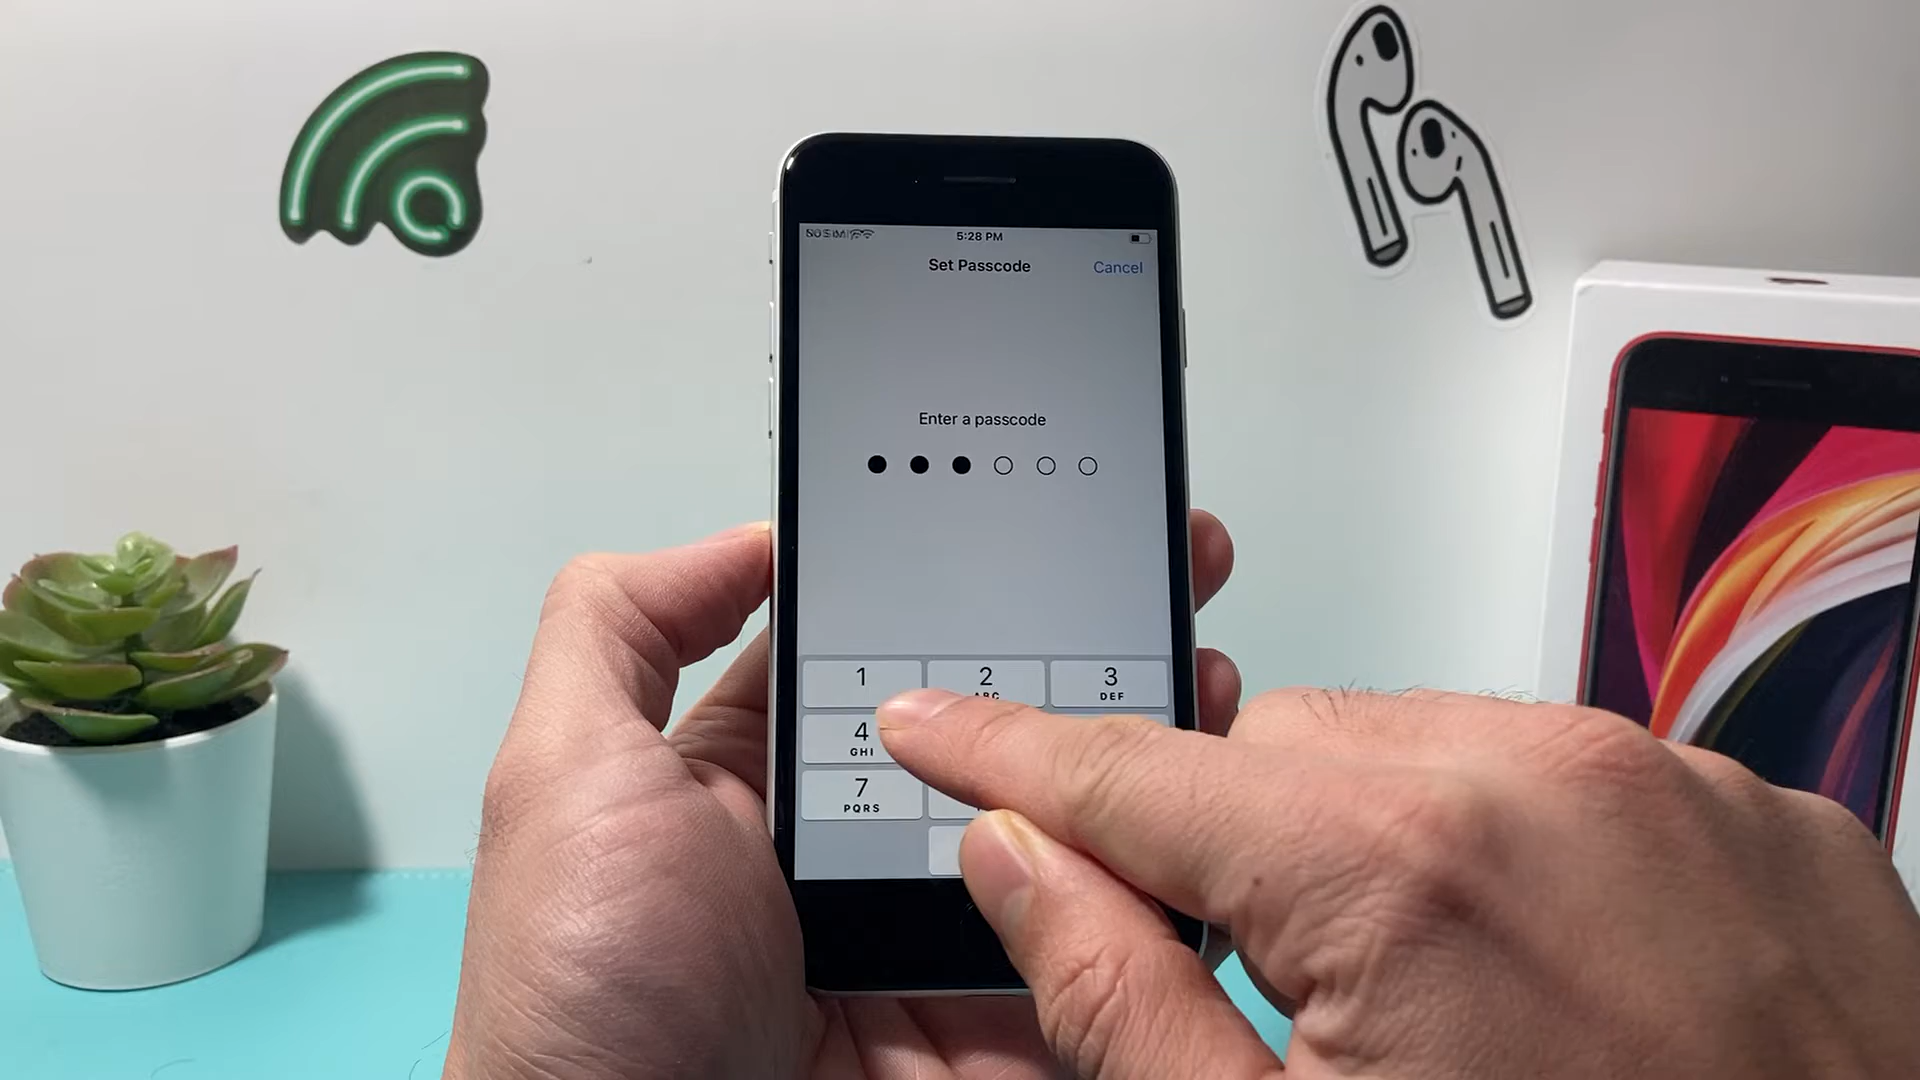 5:28 PM
Set Passcode
Cancel
Enter a passcode
1
2
ABC
3
DEF
4
GHI
7
PQRS